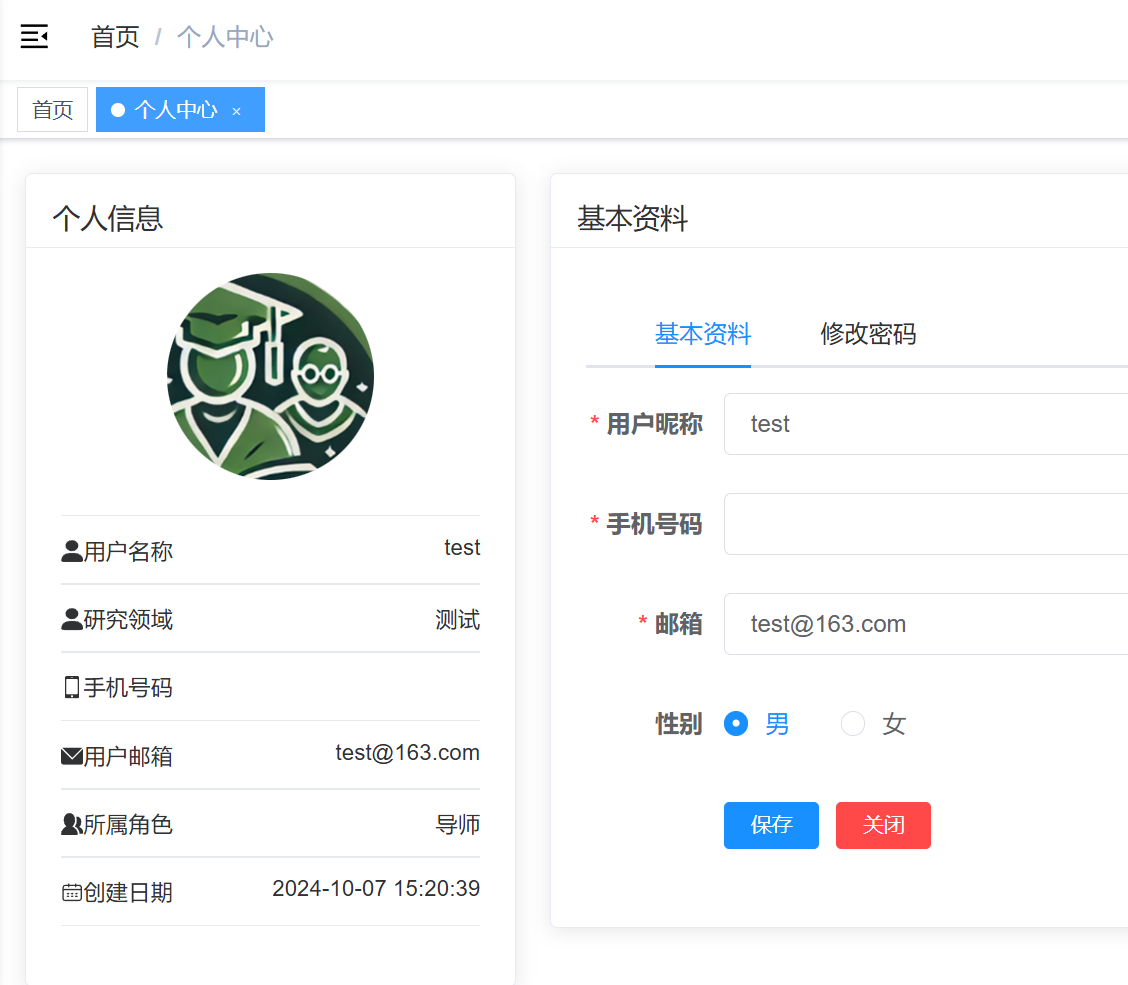 首页 / 个人中心
首页
个人中心 ×
个人信息
用户名称 test
研究领域 测试
手机号码
用户邮箱 test@163.com
所属角色 导师
创建日期 2024-10-07 15:20:39
基本资料
基本资料 修改密码
* 用户昵称 test
* 手机号码
* 邮箱 test@163.com
性别 男 女
保存 关闭